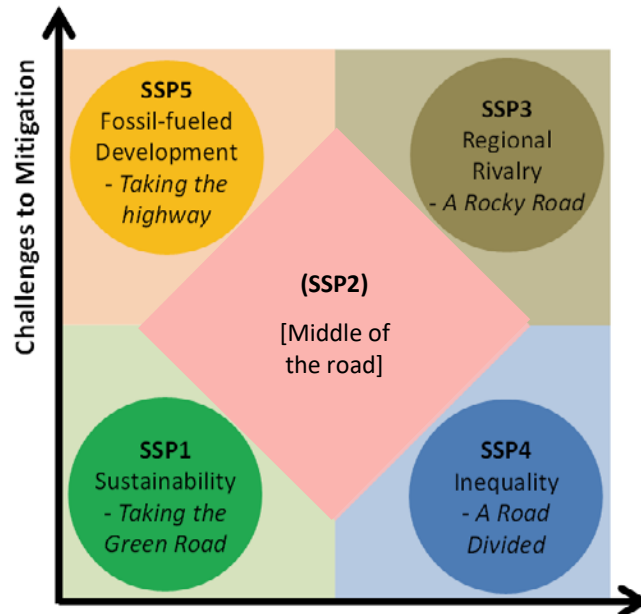 Challenges to Mitigation
SSP5
Fossil-fueled
Development
- Taking the
highway
SSP3
Regional
Rivalry
- A Rocky Road
(SSP2)
[Middle of
the road]
SSP1
Sustainability
- Taking the
Green Road
SSP4
Inequality
- A Road
Divided